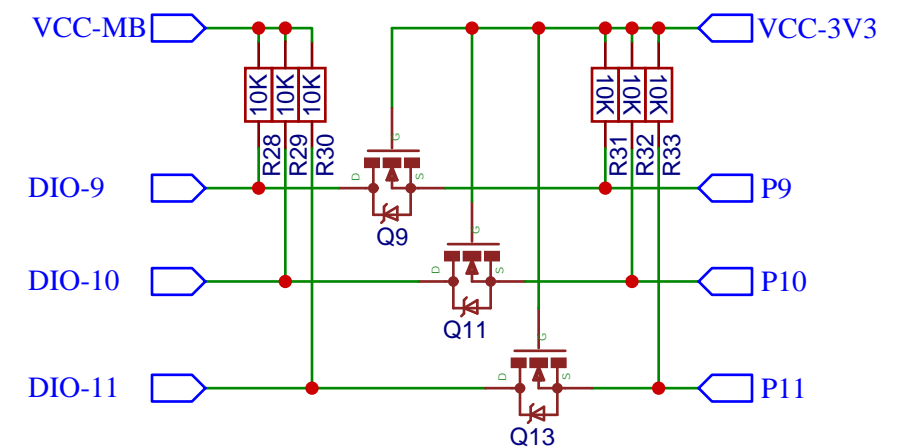 VCC-MB VCC-3V3
10K 10K 10K 10K 10K 10K
R28 R29 R30 R31 R32 R33
G
DIO-9 D S P9
Q9
G
DIO-10 D S P10
Q11
G
DIO-11 D S P11
Q13